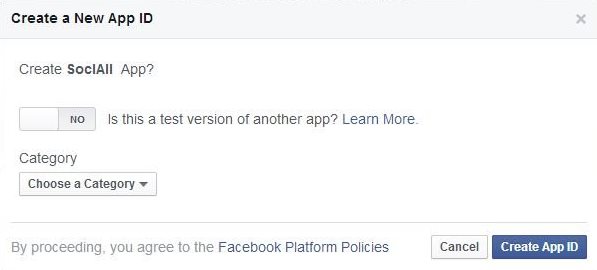 Create a New App ID
Create SociAll App?
NO Is this a test version of another app? Learn More.
Category
Choose a Category
By proceeding, you agree to the Facebook Platform Policies Cancel Create App ID